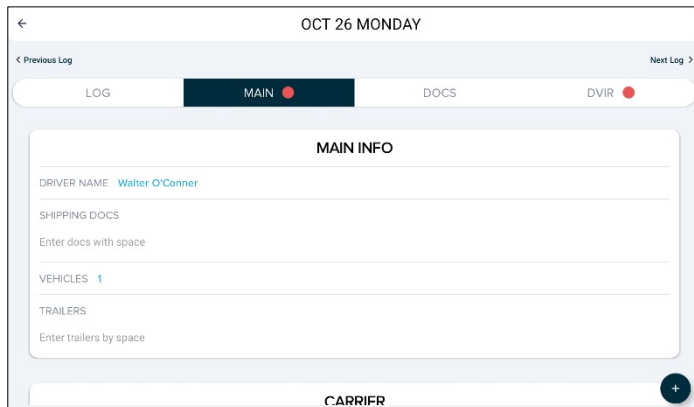 OCT 26 MONDAY
Previous Log
Next Log
LOG
MAIN
DOCS
DVIR
MAIN INFO
DRIVER NAME Walter O'Conner
SHIPPING DOCS
Enter docs with space
VEHICLES 1
TRAILERS
Enter trailers by space
CARRIER